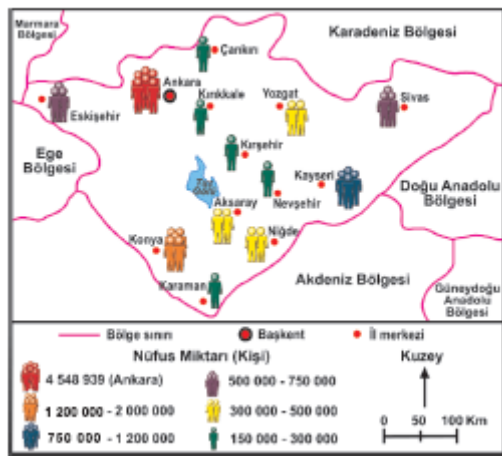 Marmara
Bölgesi
Karadeniz Bölgesi
Çankırı
Ankara
Kırıkkale
Yozgat
Sivas
Eskişehir
Ege
Bölgesi
Kırşehir
Tuz
Gölü
Kayseri
Nevşehir
Doğu Anadolu
Bölgesi
Aksaray
Konya
Niğde
Karaman
Akdeniz Bölgesi
Güneydoğu
Anadolu
Bölgesi
Bölge sınırı
Başkent
İl merkezi
Nüfus Miktarı (Kişi)
Kuzey
4 548 939 (Ankara)
500 000 - 750 000
1 200 000 - 2 000 000
300 000 - 500 000
750 000 - 1 200 000
150 000 - 300 000
0 50 100 Km